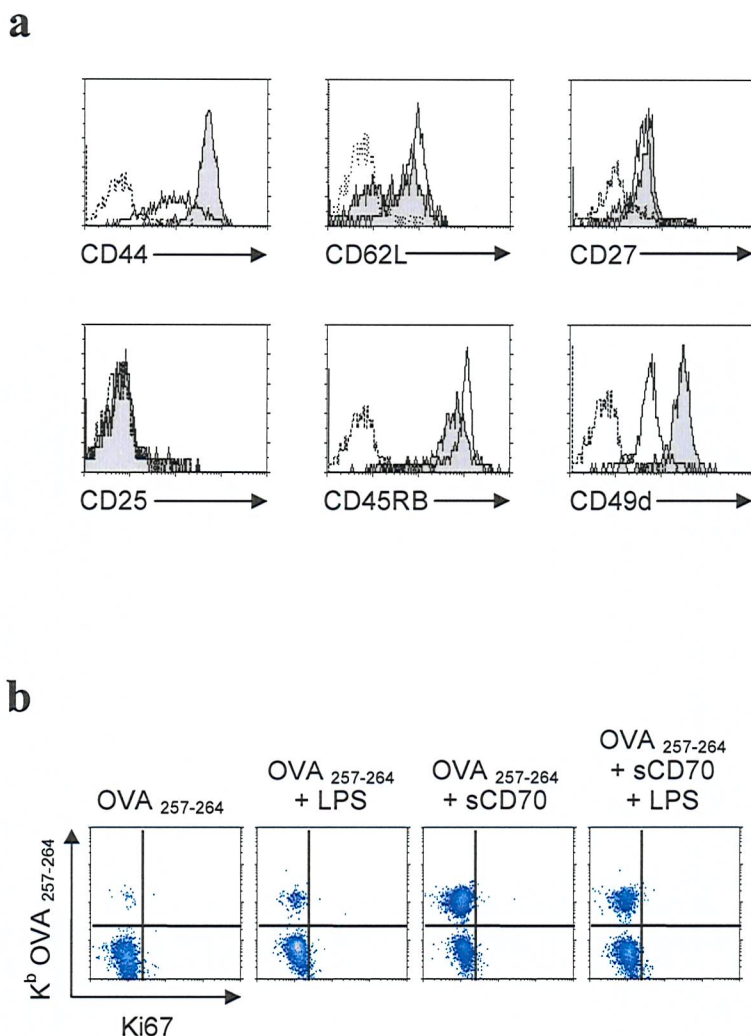 a
CD44
CD62L
CD27
CD25
CD45RB
CD49d
b
OVA 257-264
OVA 257-264
+ LPS
OVA 257-264
+ sCD70
OVA 257-264
+ sCD70
+ LPS
K^b OVA 257-264
Ki67